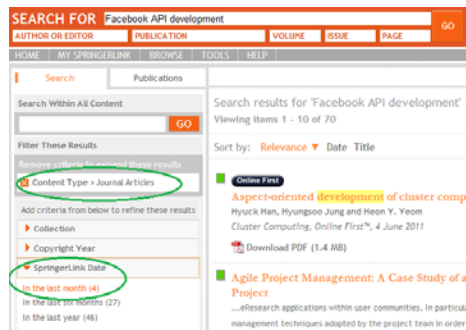 SEARCH FOR Facebook API development
GO
AUTHOR OR EDITOR PUBLICATION VOLUME ISSUE PAGE
HOME MY SPRINGERLINK BROWSE TOOLS HELP
Search Publications
Search Within All Content
GO
Filter These Results
Remove criteria to expand these results
Content Type > Journal Articles
Add criteria from below to refine these results
Collection
Copyright Year
SpringerLink Date
In the last month (4)
In the last six months (27)
In the last year (46)
Search results for 'Facebook API development'
Viewing items 1 - 10 of 70
Sort by: Relevance Date Title
Online First
Aspect-oriented development of cluster comp
Hyuck Han, Hyungsoo Jung and Heon Y. Yeom
Cluster Computing, Online First™, 4 June 2011
Download PDF (1.4 MB)
Agile Project Management: A Case Study of a
Project
...eResearch applications within user communities. In particul
management techniques adopted by the project team in order